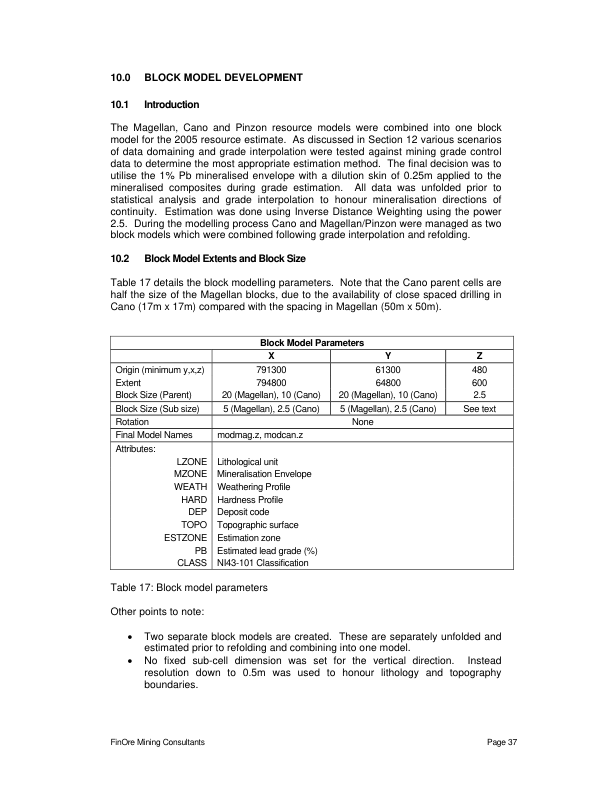 10.0 BLOCK MODEL DEVELOPMENT
10.1 Introduction
The Magellan, Cano and Pinzon resource models were combined into one block
model for the 2005 resource estimate. As discussed in Section 12 various scenarios
of data domaining and grade interpolation were tested against mining grade control
data to determine the most appropriate estimation method. The final decision was to
utilise the 1% Pb mineralised envelope with a dilution skin of 0.25m applied to the
mineralised composites during grade estimation. All data was unfolded prior to
statistical analysis and grade interpolation to honour mineralisation directions of
continuity. Estimation was done using Inverse Distance Weighting using the power
2.5. During the modelling process Cano and Magellan/Pinzon were managed as two
block models which were combined following grade interpolation and refolding.
10.2 Block Model Extents and Block Size
Table 17 details the block modelling parameters. Note that the Cano parent cells are
half the size of the Magellan blocks, due to the availability of close spaced drilling in
Cano (17m x 17m) compared with the spacing in Magellan (50m x 50m).
Block Model Parameters
X Y Z
Origin (minimum y,x,z) 791300 61300 480
Extent 794800 64800 600
Block Size (Parent) 20 (Magellan), 10 (Cano) 20 (Magellan), 10 (Cano) 2.5
Block Size (Sub size) 5 (Magellan), 2.5 (Cano) 5 (Magellan), 2.5 (Cano) See text
Rotation None
Final Model Names modmag.z, modcan.z
Attributes:
LZONE Lithological unit
MZONE Mineralisation Envelope
WEATH Weathering Profile
HARD Hardness Profile
DEP Deposit code
TOPO Topographic surface
ESTZONE Estimation zone
PB Estimated lead grade (%)
CLASS NI43-101 Classification
Table 17: Block model parameters
Other points to note:
• Two separate block models are created. These are separately unfolded and
estimated prior to refolding and combining into one model.
• No fixed sub-cell dimension was set for the vertical direction. Instead
resolution down to 0.5m was used to honour lithology and topography
boundaries.
FinOre Mining Consultants Page 37